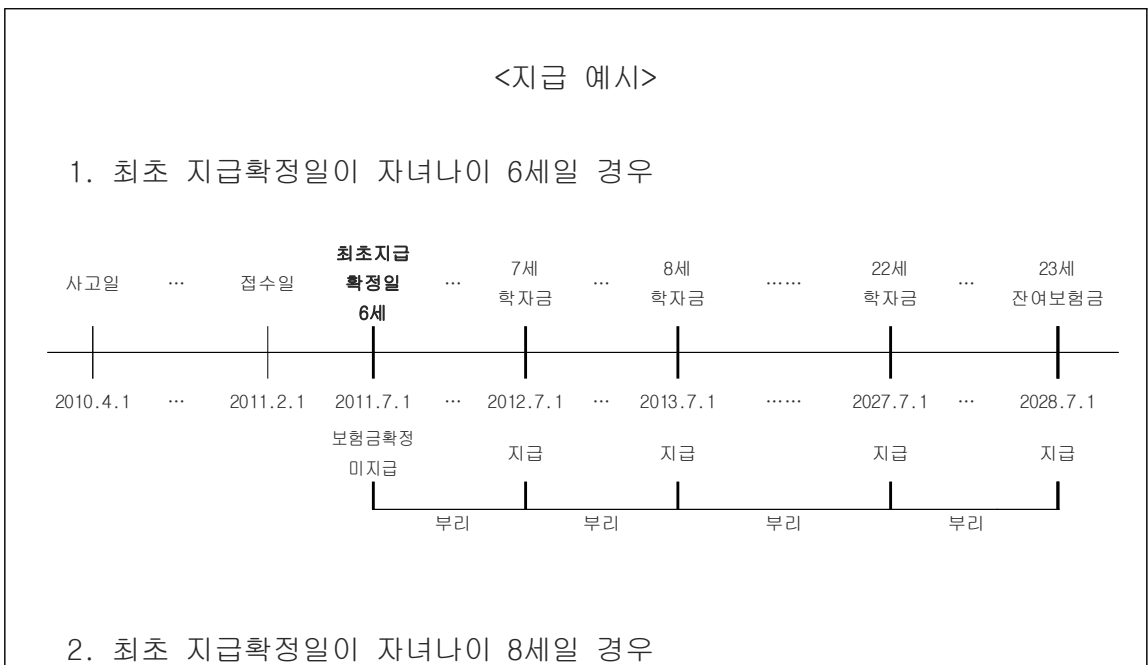 <지급 예시>
1. 최초 지급확정일이 자녀나이 6세일 경우
최초지급
사고일 … 접수일 확정일 … 7세 … 8세 …… 22세 … 23세
6세 학자금 학자금 학자금 잔여보험금
2010.4.1 … 2011.2.1 2011.7.1 … 2012.7.1 … 2013.7.1 …… 2027.7.1 … 2028.7.1
보험금확정 지급 지급 지급 지급
미지급
부리 부리 부리 부리
2. 최초 지급확정일이 자녀나이 8세일 경우